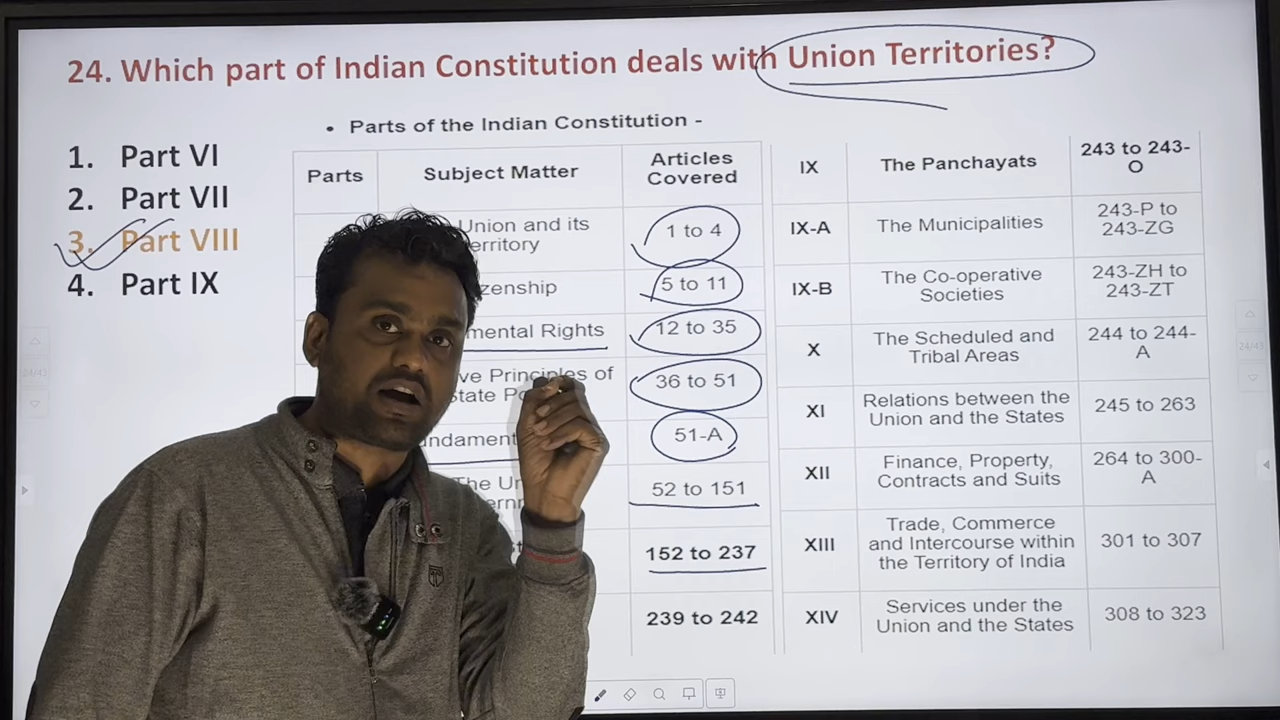 24. Which part of Indian Constitution deals with Union Territories?
1. Part VI
2. Part VII
3. Part VIII
4. Part IX
• Parts of the Indian Constitution -
Parts Subject Matter Articles Covered
Union and its 1 to 4
5 to 11
Rights 12 to 35
Principles of 36 to 51
51-A
52 to 151
152 to 237
239 to 242
IX The Panchayats 243 to 243-O
IX-A The Municipalities 243-P to 243-ZG
IX-B The Co-operative Societies 243-ZH to 243-ZT
X The Scheduled and Tribal Areas 244 to 244-A
XI Relations between the Union and the States 245 to 263
XII Finance, Property, Contracts and Suits 264 to 300-A
XIII Trade, Commerce and Intercourse within the Territory of India 301 to 307
XIV Services under the Union and the States 308 to 323
24/43
24/43